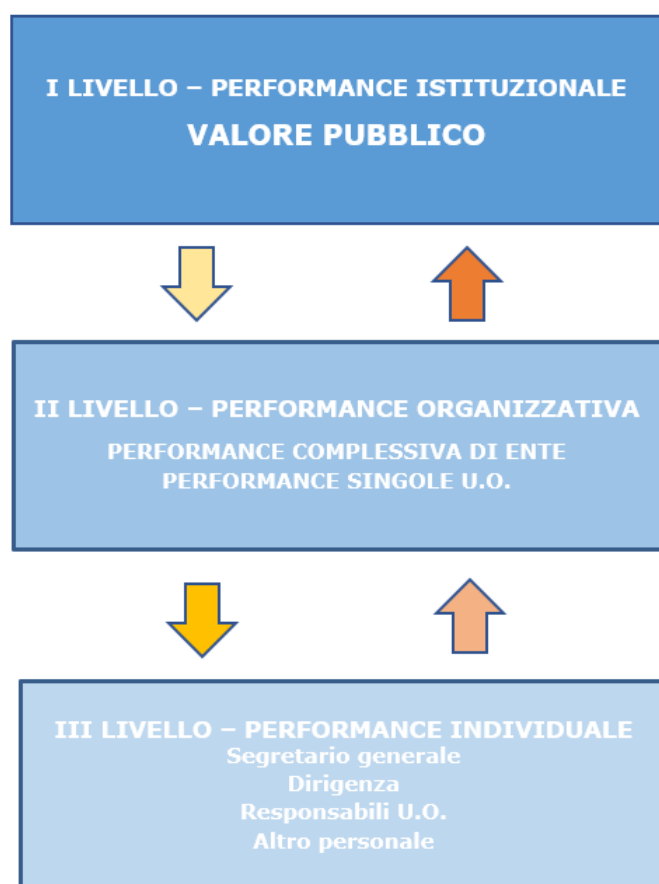 I LIVELLO – PERFORMANCE ISTITUZIONALE
VALORE PUBBLICO
II LIVELLO – PERFORMANCE ORGANIZZATIVA
PERFORMANCE COMPLESSIVA DI ENTE
PERFORMANCE SINGOLE U.O.
III LIVELLO – PERFORMANCE INDIVIDUALE
Segretario generale
Dirigenza
Responsabili U.O.
Altro personale